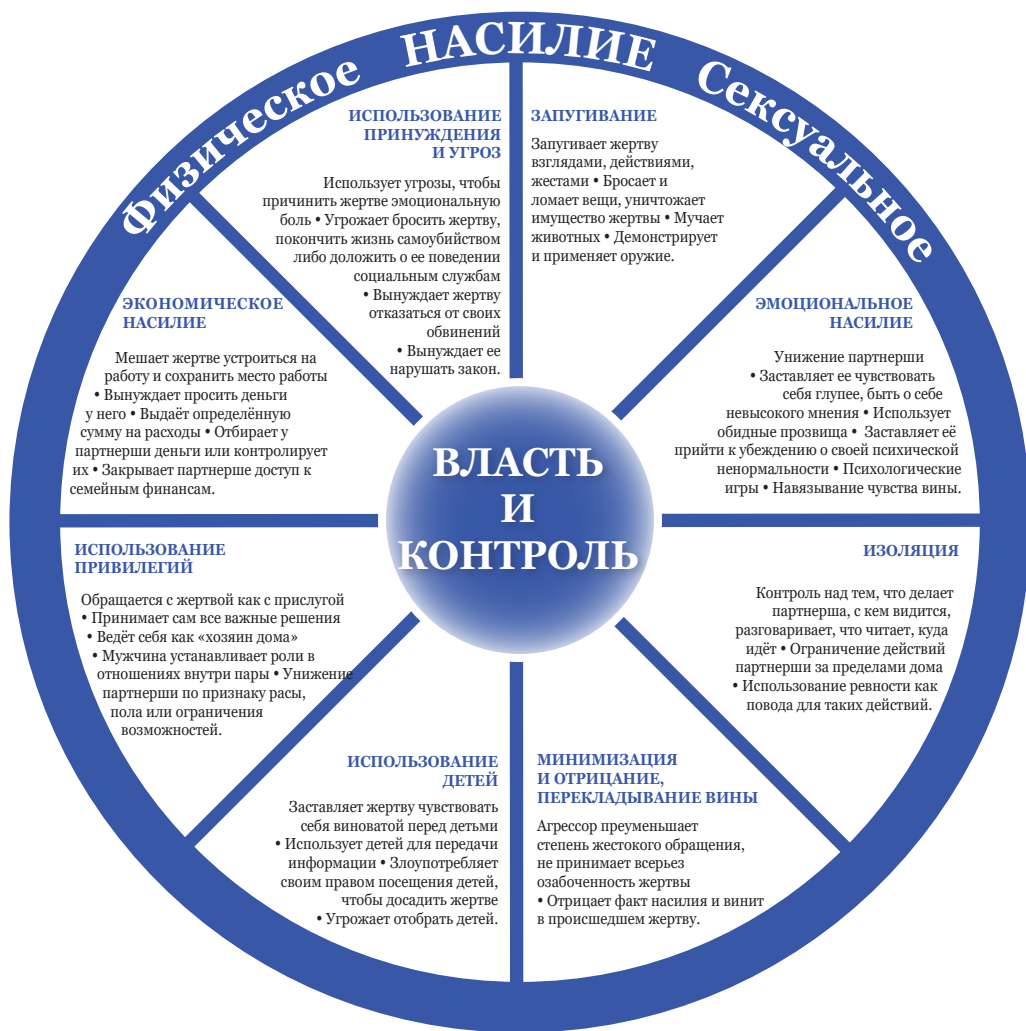 Физическое НАСИЛИЕ Сексуальное
ИСПОЛЬЗОВАНИЕ
ПРИНУЖДЕНИЯ
И УГРОЗ
Использует угрозы, чтобы
причинить жертве эмоциональную
боль • Угрожает бросить жертву,
покончить жизнь самоубийством
либо доложить о ее поведении
социальным службам
• Вынуждает жертву
отказаться от своих
обвинений
• Вынуждает ее
нарушать закон.
ЗАПУГИВАНИЕ
Запугивает жертву
взглядами, действиями,
жестами • Бросает и
ломает вещи, уничтожает
имущество жертвы • Мучает
животных • Демонстрирует
и применяет оружие.
ЭКОНОМИЧЕСКОЕ
НАСИЛИЕ
Мешает жертве устроиться на
работу и сохранить место работы
• Вынуждает просить деньги
у него • Выдаёт определённую
сумму на расходы • Отбирает у
партнерши деньги или контролирует
их • Закрывает партнерше доступ к
семейным финансам.
ЭМОЦИОНАЛЬНОЕ
НАСИЛИЕ
Унижение партнерши
• Заставляет ее чувствовать
себя глупее, быть о себе
невысокого мнения • Использует
обидные прозвища • Заставляет её
прийти к убеждению о своей психической
ненормальности • Психологические
игры • Навязывание чувства вины.
ВЛАСТЬ
И
КОНТРОЛЬ
ИСПОЛЬЗОВАНИЕ
ПРИВИЛЕГИЙ
Обращается с жертвой как с прислугой
• Принимает сам все важные решения
• Ведёт себя как «хозяин дома»
• Мужчина устанавливает роли в
отношениях внутри пары • Унижение
партнерши по признаку расы,
пола или ограничения
возможностей.
ИЗОЛЯЦИЯ
Контроль над тем, что делает
партнерша, с кем видится,
разговаривает, что читает, куда
идёт • Ограничение действий
партнерши за пределами дома
• Использование ревности как
повода для таких действий.
ИСПОЛЬЗОВАНИЕ
ДЕТЕЙ
Заставляет жертву чувствовать
себя виноватой перед детьми
• Использует детей для передачи
информации • Злоупотребляет
своим правом посещения детей,
чтобы досадить жертве
• Угрожает отобрать детей.
МИНИМИЗАЦИЯ
И ОТРИЦАНИЕ,
ПЕРЕКЛАДЫВАНИЕ ВИНЫ
Агрессор преуменьшает
степень жестокого обращения,
не принимает всерьез
озабоченность жертвы
• Отрицает факт насилия и винит
в происшедшем жертву.